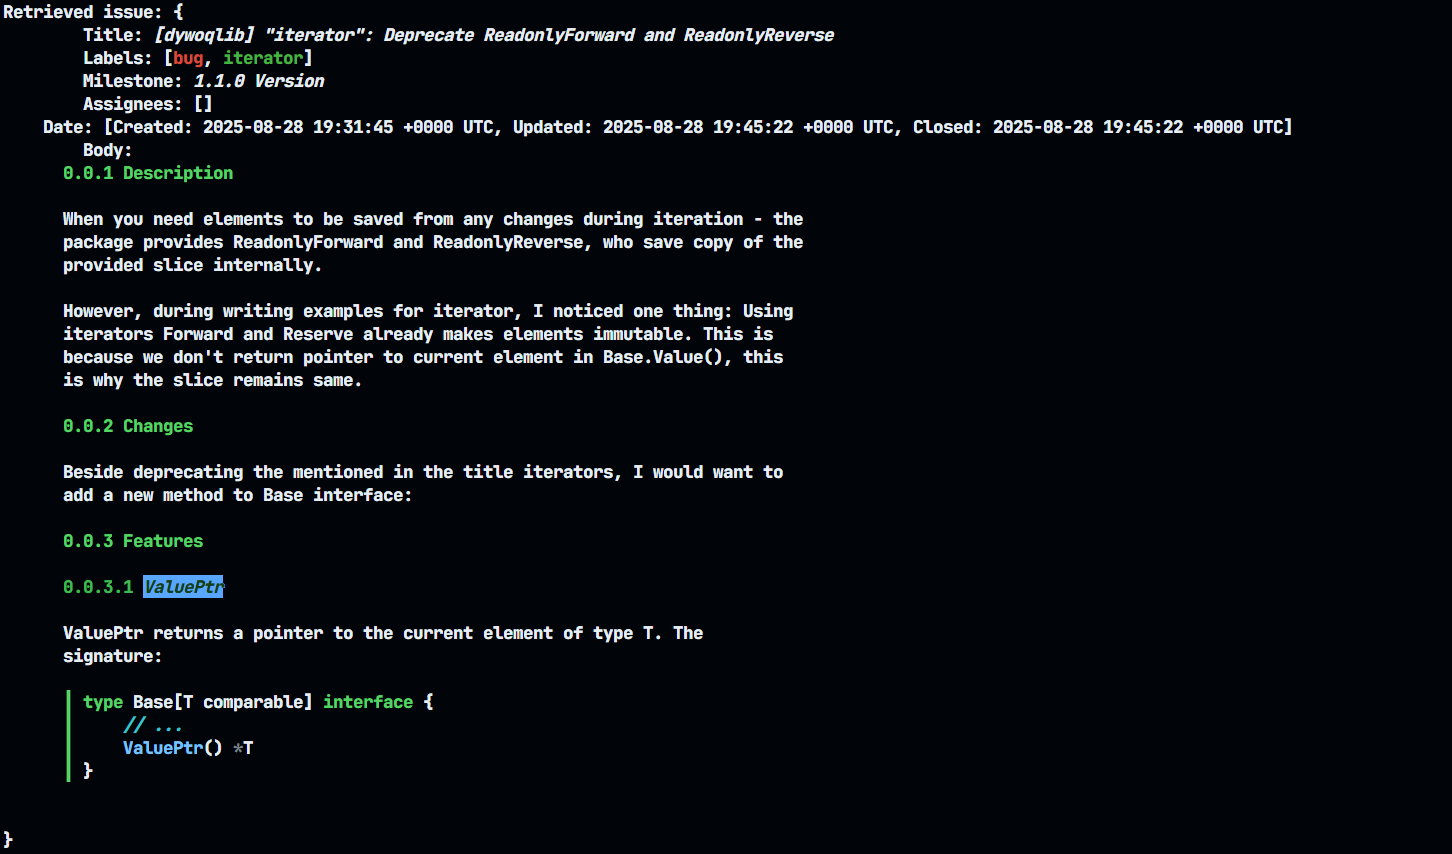 Retrieved issue: {
Title: [dywoqlib] "iterator": Deprecate ReadonlyForward and ReadonlyReverse
Labels: [bug, iterator]
Milestone: 1.1.0 Version
Assignees: []
Date: [Created: 2025-08-28 19:31:45 +0000 UTC, Updated: 2025-08-28 19:45:22 +0000 UTC, Closed: 2025-08-28 19:45:22 +0000 UTC]
Body:
0.0.1 Description
When you need elements to be saved from any changes during iteration - the
package provides ReadonlyForward and ReadonlyReverse, who save copy of the
provided slice internally.
However, during writing examples for iterator, I noticed one thing: Using
iterators Forward and Reserve already makes elements immutable. This is
because we don't return pointer to current element in Base.Value(), this
is why the slice remains same.
0.0.2 Changes
Beside deprecating the mentioned in the title iterators, I would want to
add a new method to Base interface:
0.0.3 Features
0.0.3.1 ValuePtr
ValuePtr returns a pointer to the current element of type T. The
signature:
type Base[T comparable] interface {
// ...
ValuePtr() *T
}
}